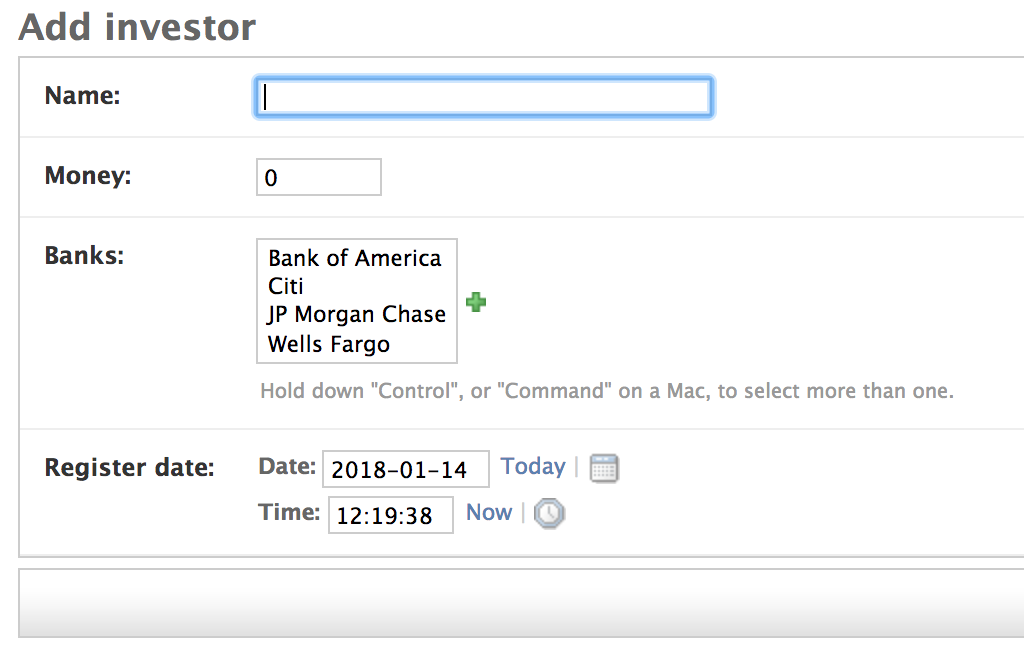 Add investor
Name:
Money: 0
Banks: Bank of America
Citi
JP Morgan Chase
Wells Fargo
Hold down "Control", or "Command" on a Mac, to select more than one.
Register date: Date: 2018-01-14 Today |
Time: 12:19:38 Now |